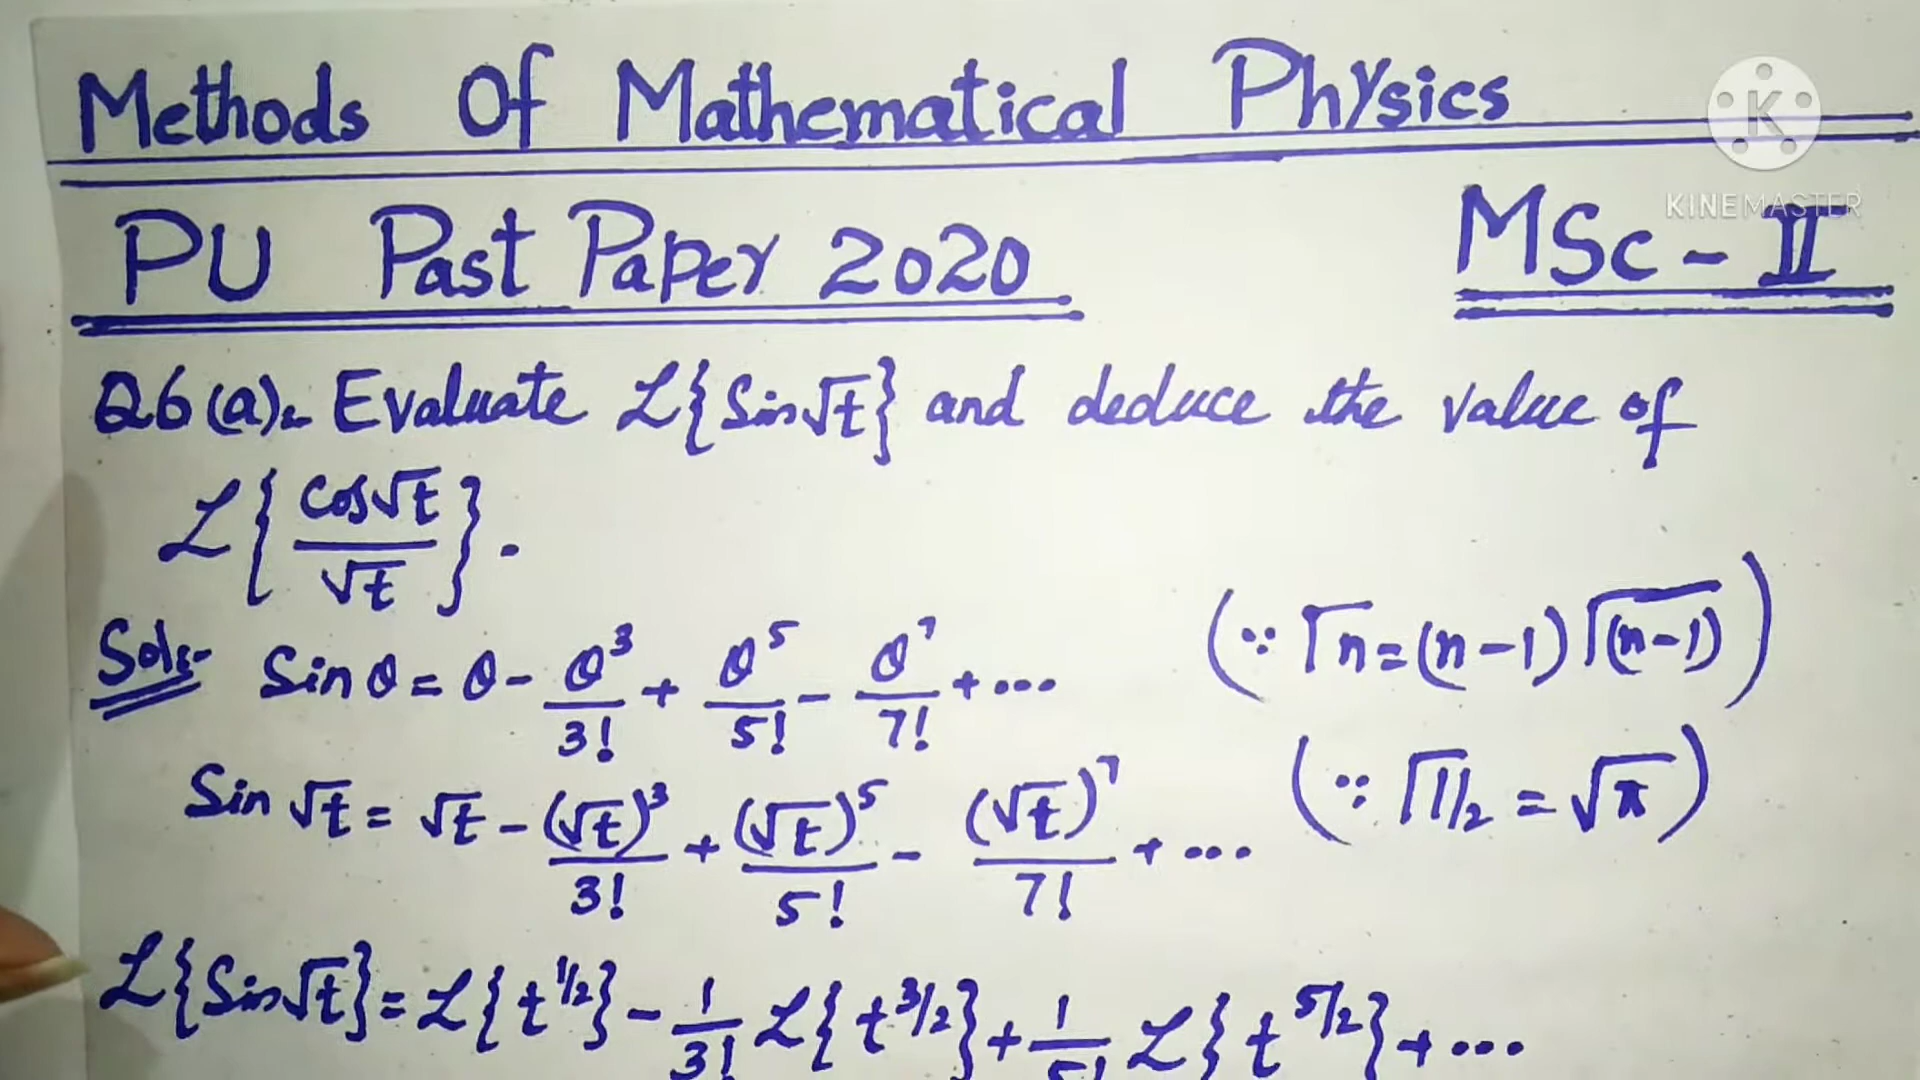 Methods Of Mathematical Physics
K
KINEMASTER
PU Past Paper 2020 MSc-II
Q6(a):- Evaluate ℒ{Sin√t} and deduce the value of
ℒ{cos√t/√t}.
Sol:- Sin θ = θ - θ³/3! + θ⁵/5! - θ⁷/7! + ... (∵ Γn = (n-1)Γ(n-1))
Sin √t = √t - (√t)³/3! + (√t)⁵/5! - (√t)⁷/7! + ... (∵ Γ1/2 = √π)
ℒ{Sin√t} = ℒ{t^1/2} - 1/3! ℒ{t^3/2} + 1/5! ℒ{t^5/2} + ...